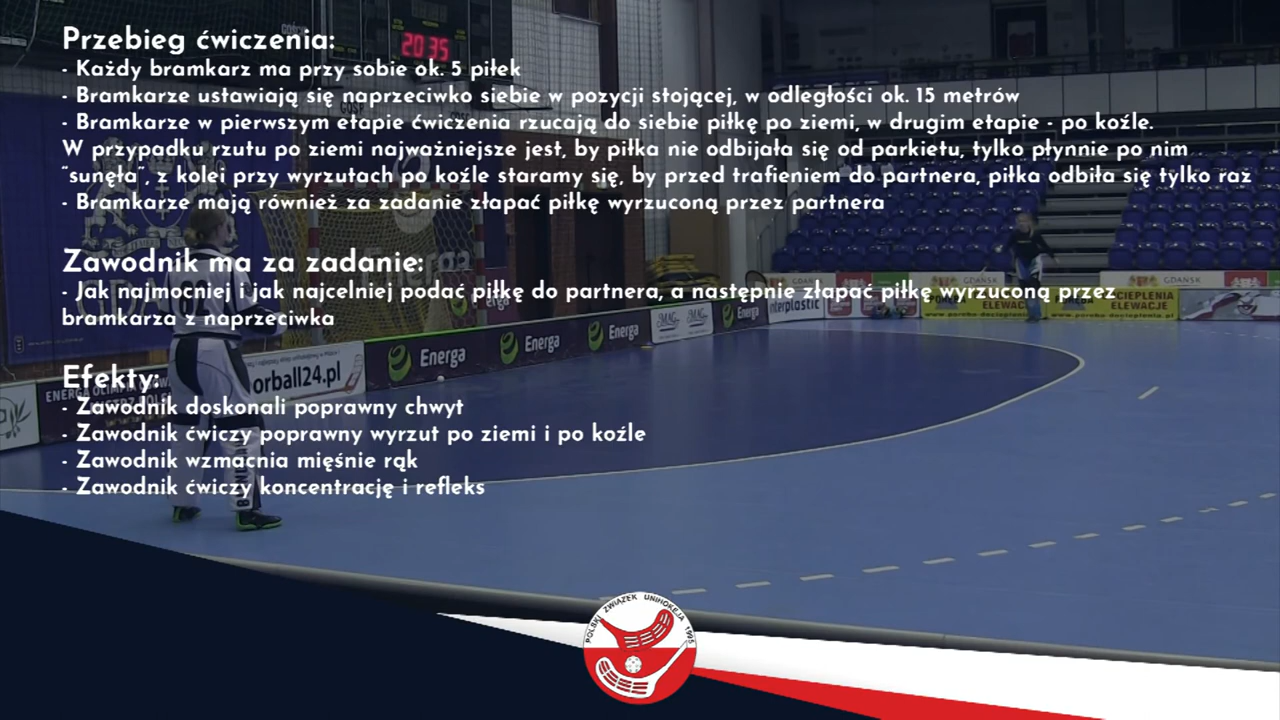 Przebieg ćwiczenia:
- Każdy bramkarz ma przy sobie ok. 5 piłek
- Bramkarze ustawiają się naprzeciwko siebie w pozycji stojącej, w odległości ok. 15 metrów
- Bramkarze w pierwszym etapie ćwiczenia rzucają do siebie piłkę po ziemi, w drugim etapie - po koźle.
W przypadku rzutu po ziemi najważniejsze jest, by piłka nie odbijała się od parkietu, tylko płynnie po nim
"sunęła", z kolei przy wyrzutach po koźle staramy się, by przed trafieniem do partnera, piłka odbiła się tylko raz
- Bramkarze mają również za zadanie złapać piłkę wyrzuconą przez partnera
Zawodnik ma za zadanie:
- Jak najmocniej i jak najcelniej podać piłkę do partnera, a następnie złapać piłkę wyrzuconą przez
bramkarza z naprzeciwka
Efekty:
- Zawodnik doskonali poprawny chwyt
- Zawodnik ćwiczy poprawny wyrzut po ziemi i po koźle
- Zawodnik wzmacnia mięśnie rąk
- Zawodnik ćwiczy koncentrację i refleks
20 35
GDAŃSK
GDAŃSK
interplastic
ELEWACJE
OCIEPLENIA
ELEWACJE
Energa
Energa
Energa
Energa
orball24.pl
POLSKI ZWIĄZEK UNIHOKEJA 1995